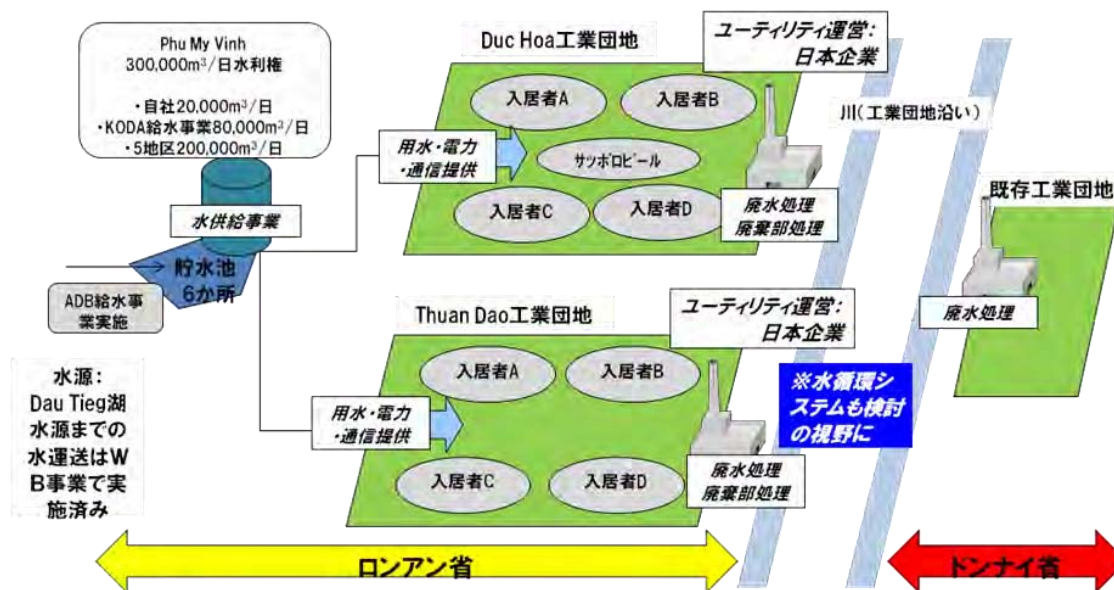 Phu My Vinh
300,000m³/日水利権
・自社20,000m³/日
・KODA給水事業80,000m³/日
・5地区200,000m³/日
水供給事業
貯水池
6か所
ADB給水事
業実施
水源：
Dau Tieg湖
水源までの
水運送はW
B事業で実
施済み
Duc Hoa工業団地
ユーティリティ運営：
日本企業
入居者A
入居者B
用水・電力
・通信提供
サッポロビール
入居者C
入居者D
廃水処理
廃棄部処理
川（工業団地沿い）
既存工業団地
廃水処理
Thuan Dao工業団地
ユーティリティ運営：
日本企業
入居者A
入居者B
用水・電力
・通信提供
入居者C
入居者D
廃水処理
廃棄部処理
※水循環シ
ステムも検討
の視野に
ロンアン省
ドンナイ省